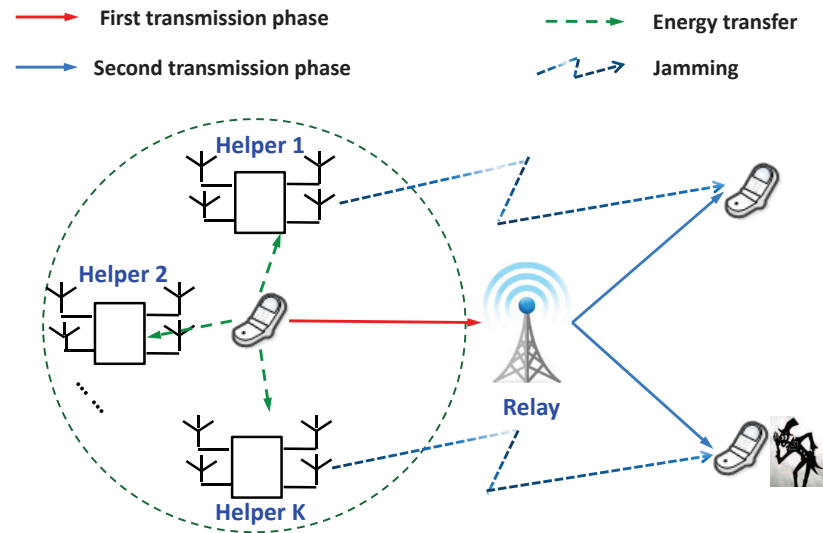 First transmission phase
Energy transfer
Second transmission phase
Jamming
Helper 1
Helper 2
Relay
Helper K